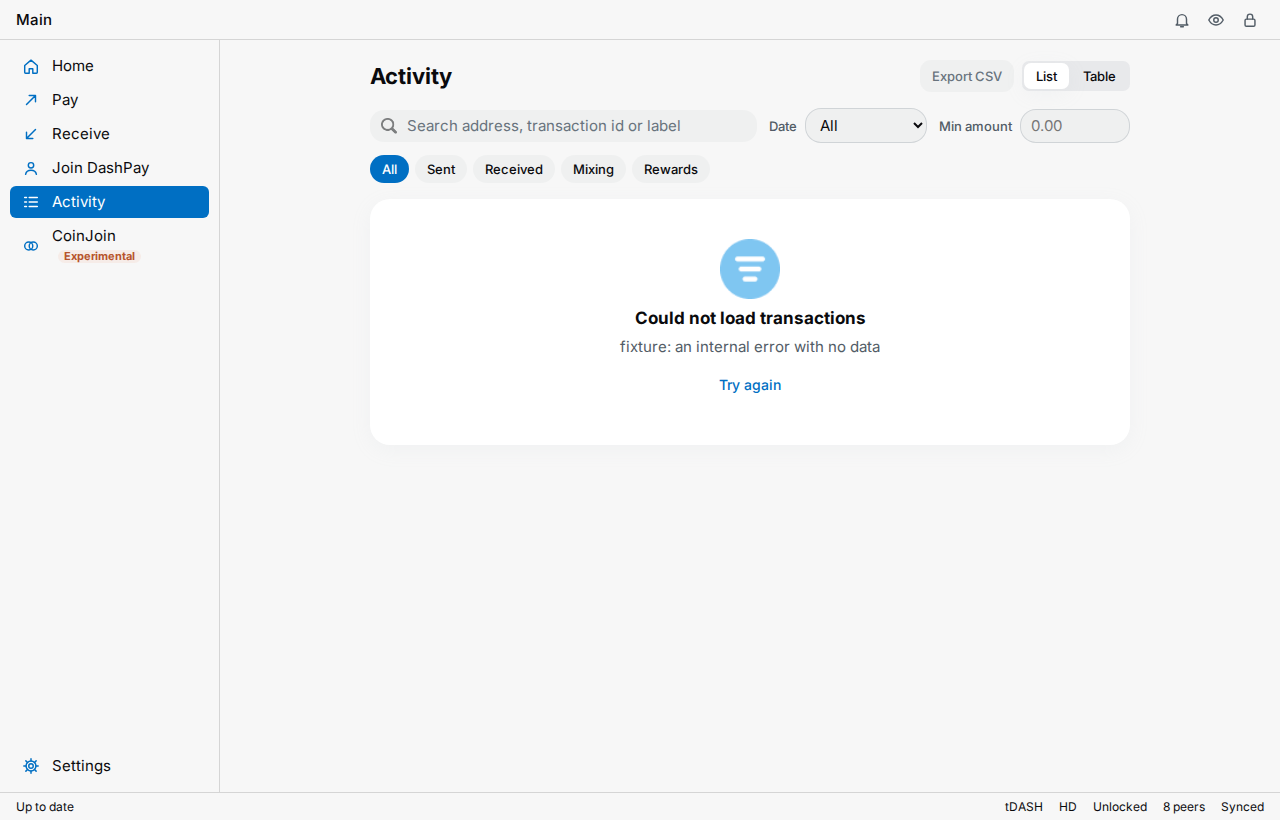 Main
Home
Pay
Receive
Join DashPay
Activity
CoinJoin
Experimental
Settings
Activity
Export CSV
List
Table
Search address, transaction id or label
Date
All
Min amount
0.00
All
Sent
Received
Mixing
Rewards
Could not load transactions
fixture: an internal error with no data
Try again
Up to date
tDASH
HD
Unlocked
8 peers
Synced